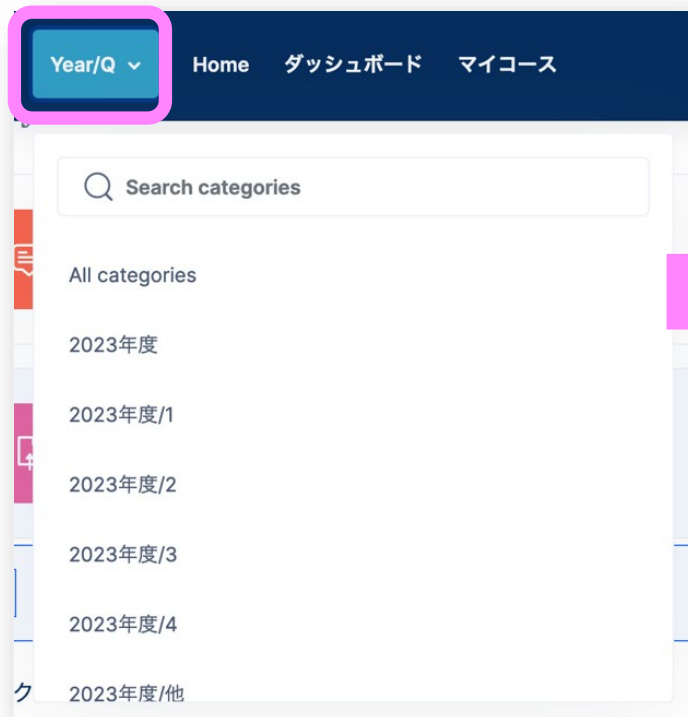 Year/Q Home ダッシュボード マイコース
Search categories
All categories
2023年度
2023年度/1
2023年度/2
2023年度/3
2023年度/4
ク
2023年度/他